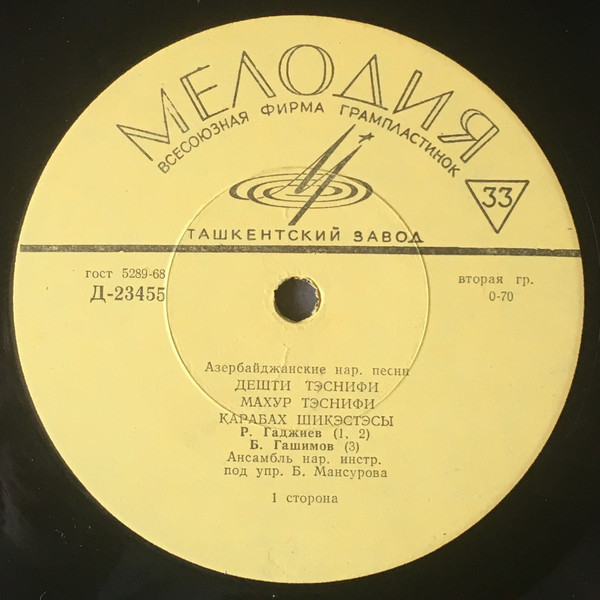 МЕЛОДИЯ
ВСЕСОЮЗНАЯ ФИРМА ГРАМПЛАСТИНОК
33
ТАШКЕНТСКИЙ ЗАВОД
гост 5289-68
Д-23455
вторая гр.
0-70
Азербайджанские нар. песни
ДЕШТИ ТЭСНИФИ
МАХУР ТЭСНИФИ
ҚАРАБАХ ШИКЭСТЭСЫ
Р. Гаджиев (1, 2)
Б. Гашимов (3)
Ансамбль нар. инстр.
под упр. Б. Мансурова
1 сторона